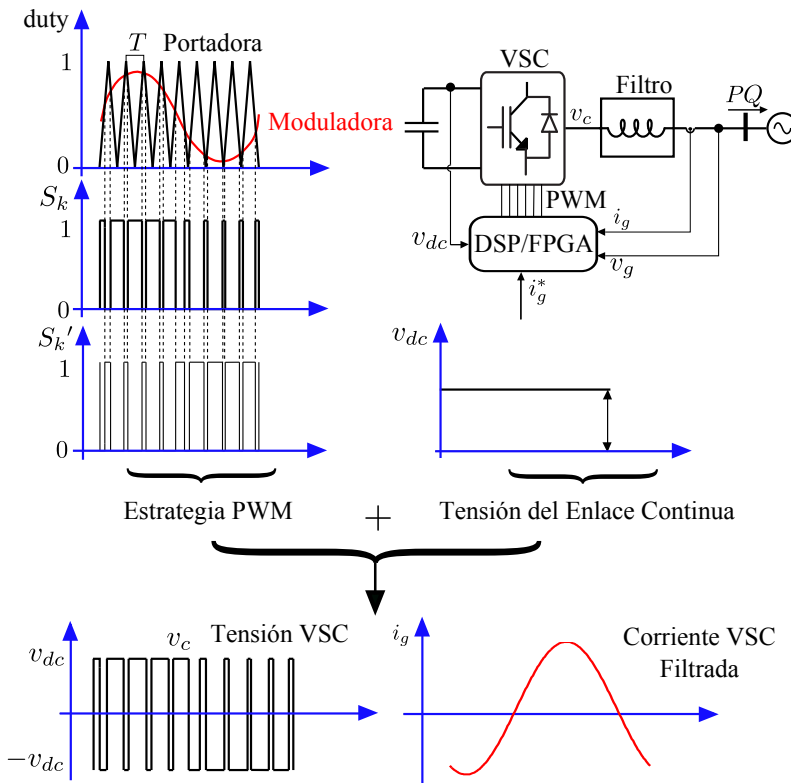 duty
T
Portadora
1
Moduladora
0
S_k
1
0
S_k'
1
0
VSC
Filtro
v_c
PQ
PWM
i_g
v_dc
DSP/FPGA
v_g
i_g^*
v_dc
Estrategia PWM
+
Tensión del Enlace Continua
v_c
Tensión VSC
v_dc
−v_dc
i_g
Corriente VSC
Filtrada